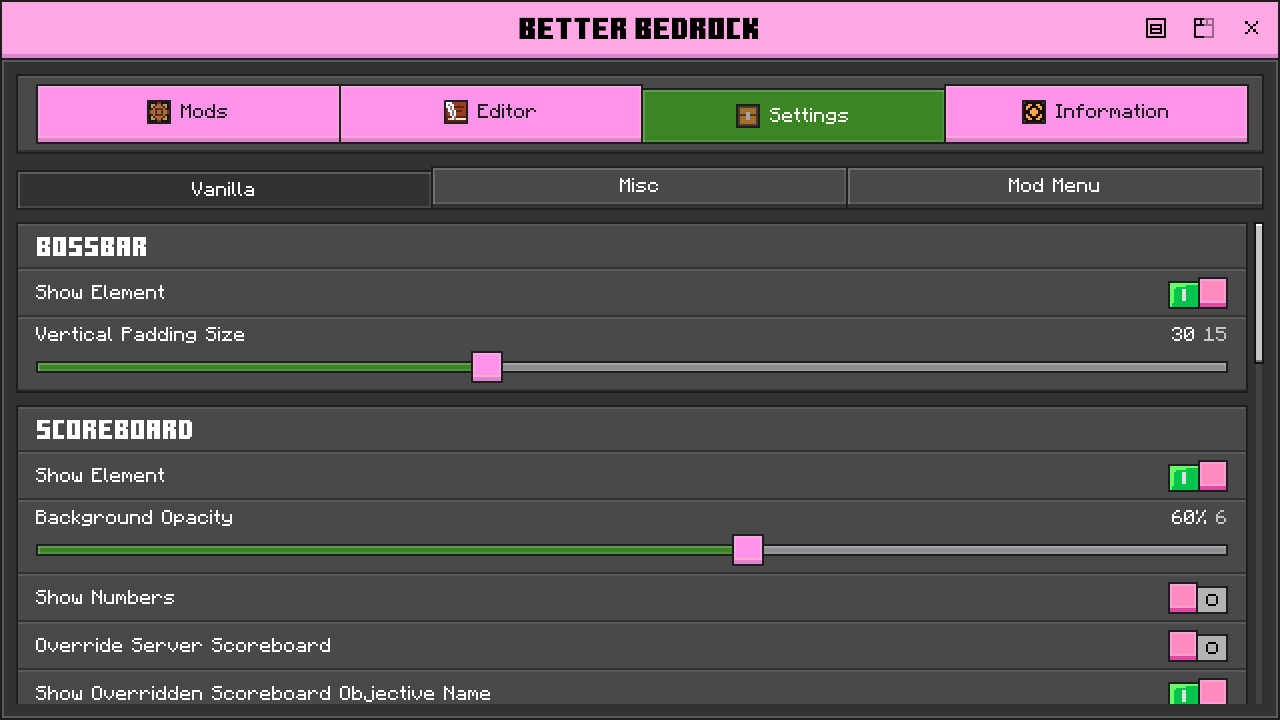 BETTER BEDROCK
Mods Editor Settings Information
Vanilla Misc Mod Menu
BOSSBAR
Show Element
Vertical Padding Size 30 15
SCOREBOARD
Show Element
Background Opacity 60% 6
Show Numbers
Override Server Scoreboard
Show Overridden Scoreboard Objective Name